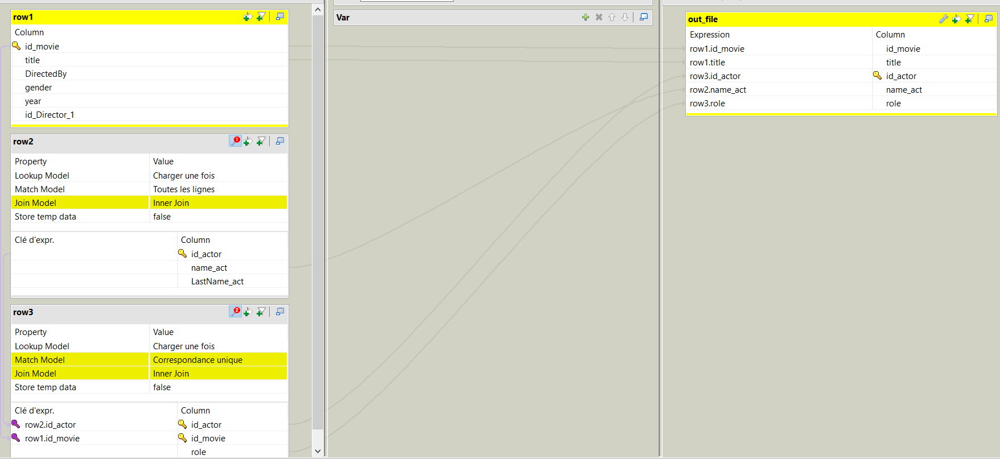 row1
Column
id_movie
title
DirectedBy
gender
year
id_Director_1
row2
1
Property Value
Lookup Model Charger une fois
Match Model Toutes les lignes
Join Model Inner Join
Store temp data false
Clé d'expr. Column
id_actor
name_act
LastName_act
row3
2
Property Value
Lookup Model Charger une fois
Match Model Correspondance unique
Join Model Inner Join
Store temp data false
Clé d'expr. Column
row2.id_actor id_actor
row1.id_movie id_movie
role
Var
out_file
Expression Column
row1.id_movie id_movie
row1.title title
row3.id_actor id_actor
row2.name_act name_act
row3.role role